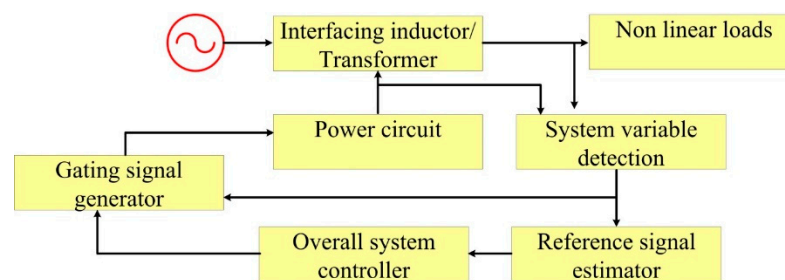 Interfacing inductor/
Transformer
Non linear loads
Power circuit
System variable
detection
Gating signal
generator
Overall system
controller
Reference signal
estimator